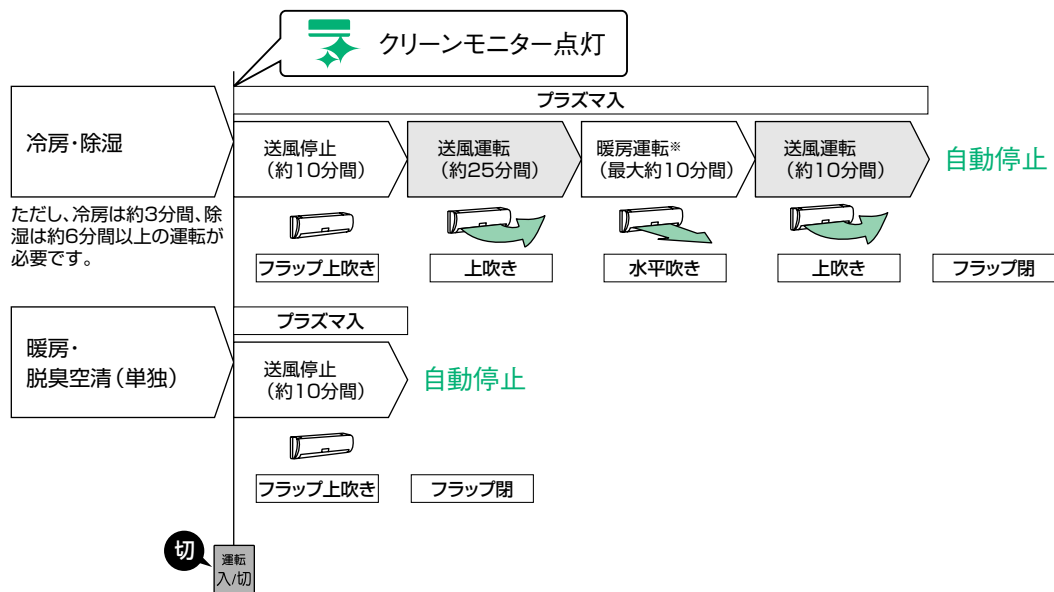 クリーンモニター点灯
プラズマ入
冷房・除湿
送風停止
(約10分間)
送風運転
(約25分間)
暖房運転※
(最大約10分間)
送風運転
(約10分間)
自動停止
ただし、冷房は約3分間、除
湿は約6分間以上の運転が
必要です。
フラップ上吹き
上吹き
水平吹き
上吹き
フラップ閉
プラズマ入
暖房・
脱臭空清(単独)
送風停止
(約10分間)
自動停止
フラップ上吹き
フラップ閉
切
運転
入/切